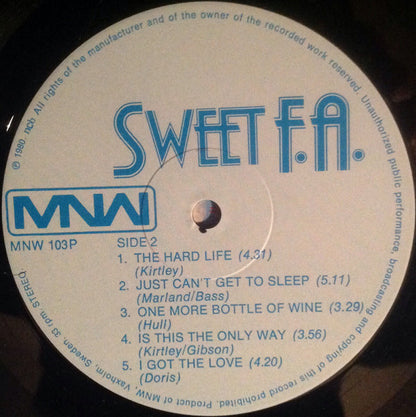 ℗ 1980. ncb All rights of the manufacturer and of the owner of the recorded work reserved. Unauthorized public performance, broadcasting and copying of this record prohibited. Product of MNW, Vaxholm. Sweden. 33 rpm. STEREO.
SWEET F.A.
MNW
MNW 103P SIDE 2
1. THE HARD LIFE (4.31)
(Kirtley)
2. JUST CAN'T GET TO SLEEP (5.11)
(Marland/Bass)
3. ONE MORE BOTTLE OF WINE (3.29)
(Hull)
4. IS THIS THE ONLY WAY (3.56)
(Kirtley/Gibson)
5. I GOT THE LOVE (4.20)
(Doris)